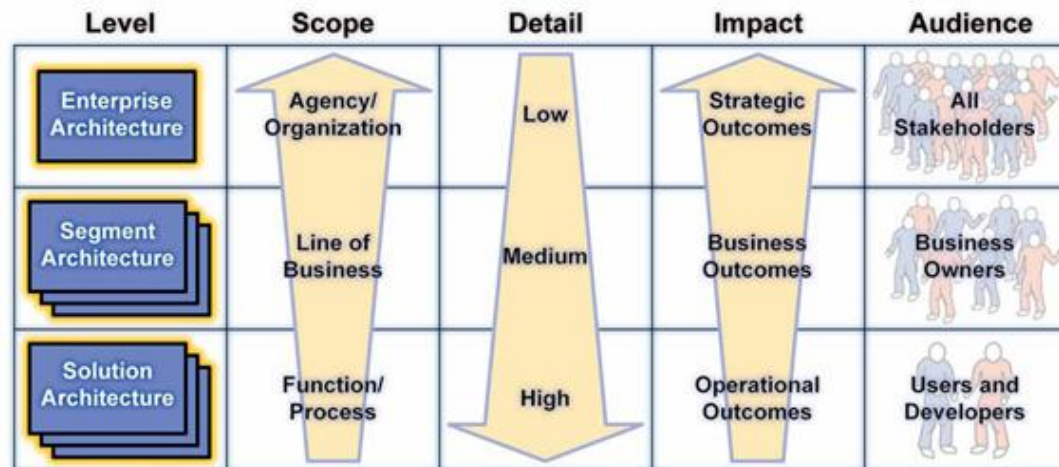 Level Scope Detail Impact Audience
Enterprise Architecture
Agency/ Organization
Low
Strategic Outcomes
All Stakeholders
Segment Architecture
Line of Business
Medium
Business Outcomes
Business Owners
Solution Architecture
Function/ Process
High
Operational Outcomes
Users and Developers